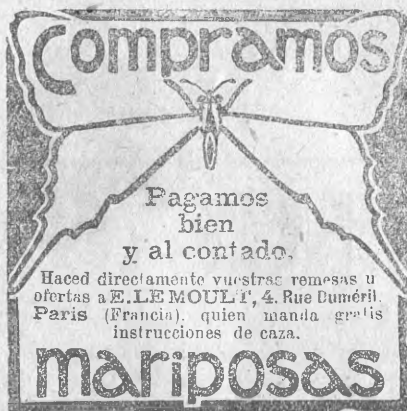 Compramos
Pagamos
bien
y al contado.
Haced directamente vuestras remesas u
ofertas a E. LE MOULT, 4. Rue Duméril.
Paris (Francia). quien manda gratis
instrucciones de caza.
mariposas